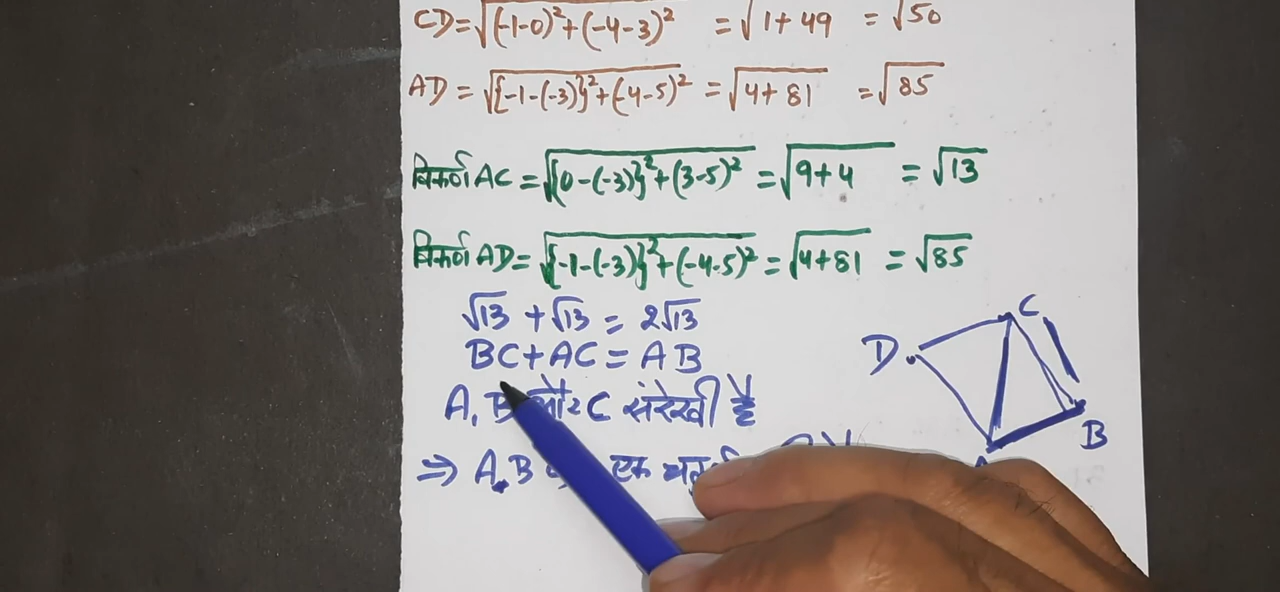 CD=√(-1-0)²+(-4-3)² =√1+49 =√50
AD=√{-1-(-3)}²+(-4-5)² =√4+81 =√85
विकर्ण AC=√{0-(-3)}²+(3-5)² =√9+4 =√13
विकर्ण AD=√{-1-(-3)}²+(-4-5)² =√4+81 =√85
√13 +√13 = 2√13
BC+AC = AB
A, B और C संरेखी हैं
⇒ A, B एक
C
D
B